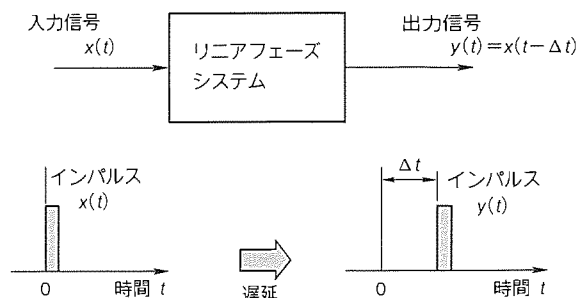 入力信号
x(t)
リニアフェーズ
システム
出力信号
y(t)=x(t−Δt)
インパルス
x(t)
0
時間 t
遅延
Δt
インパルス
y(t)
0
時間 t